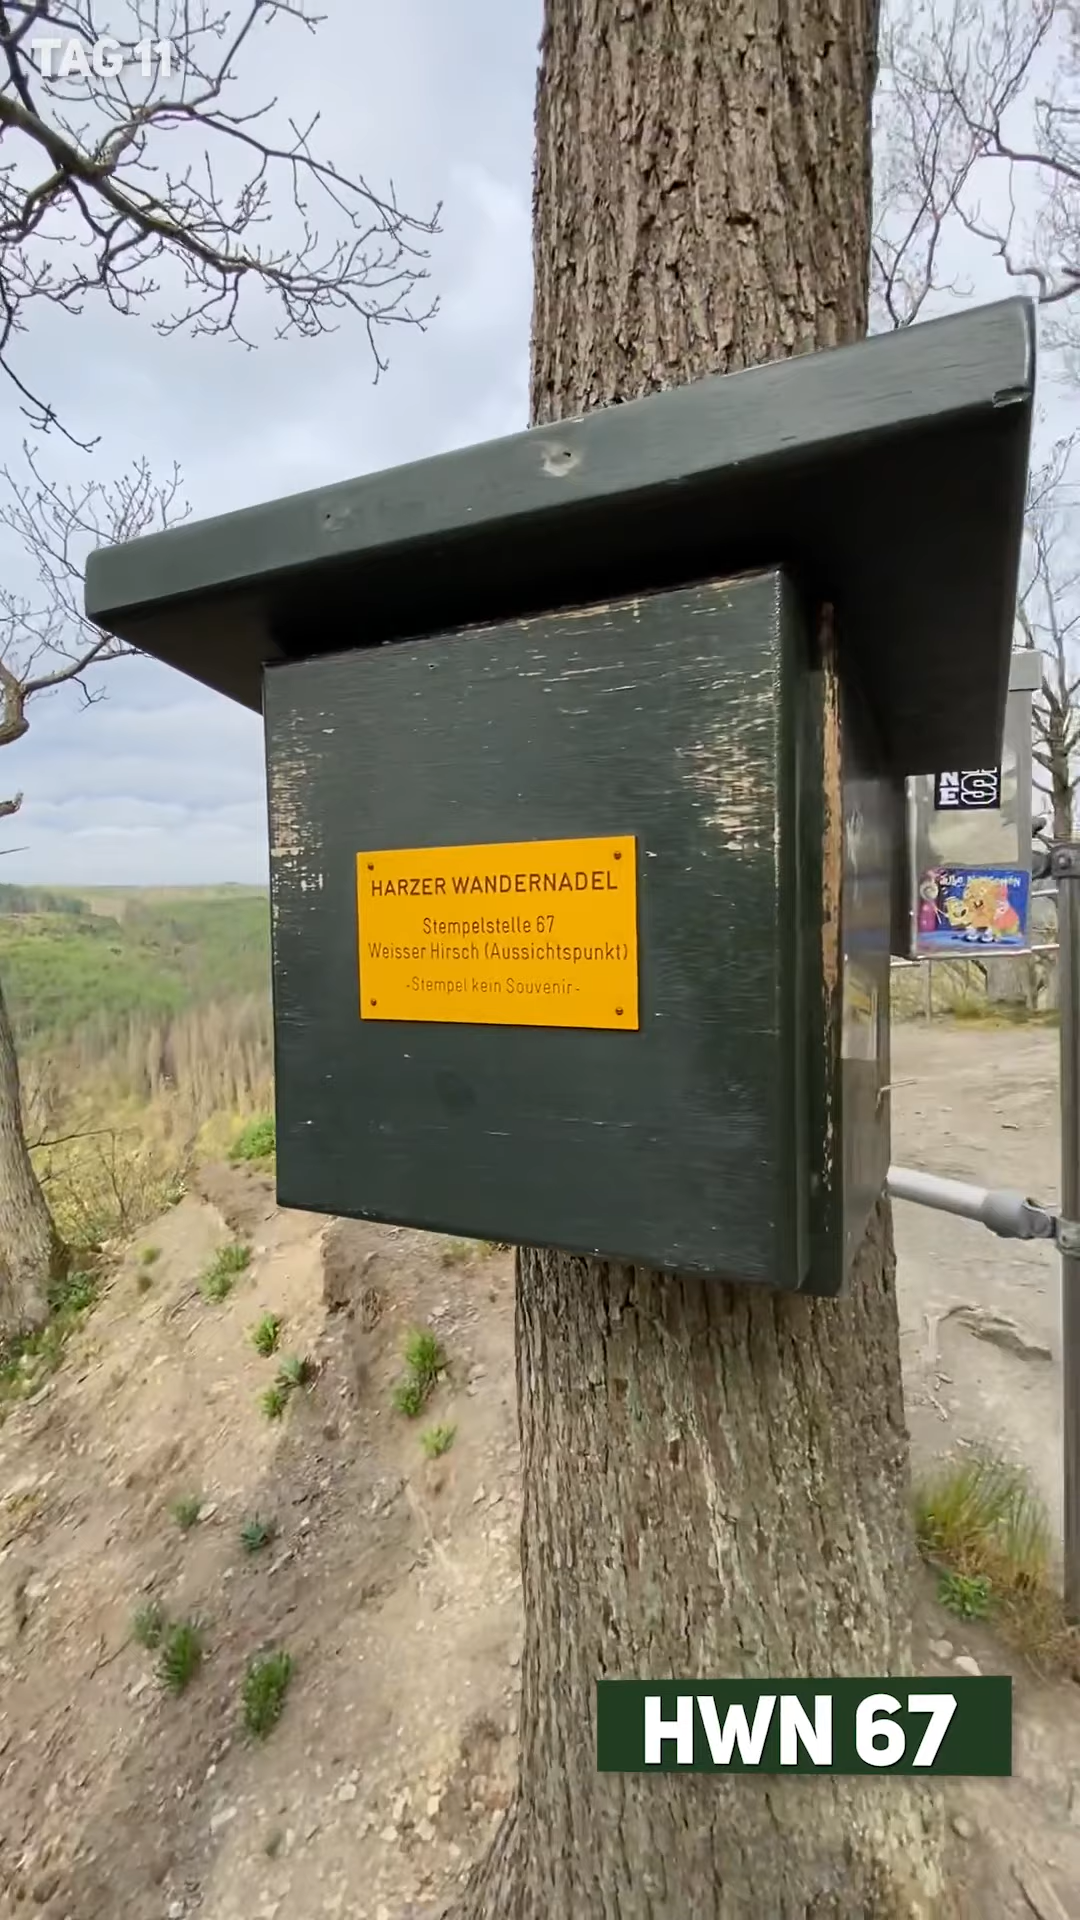 TAG 11
HARZER WANDERNADEL
Stempelstelle 67
Weisser Hirsch (Aussichtspunkt)
-Stempel kein Souvenir-
NE
HWN 67